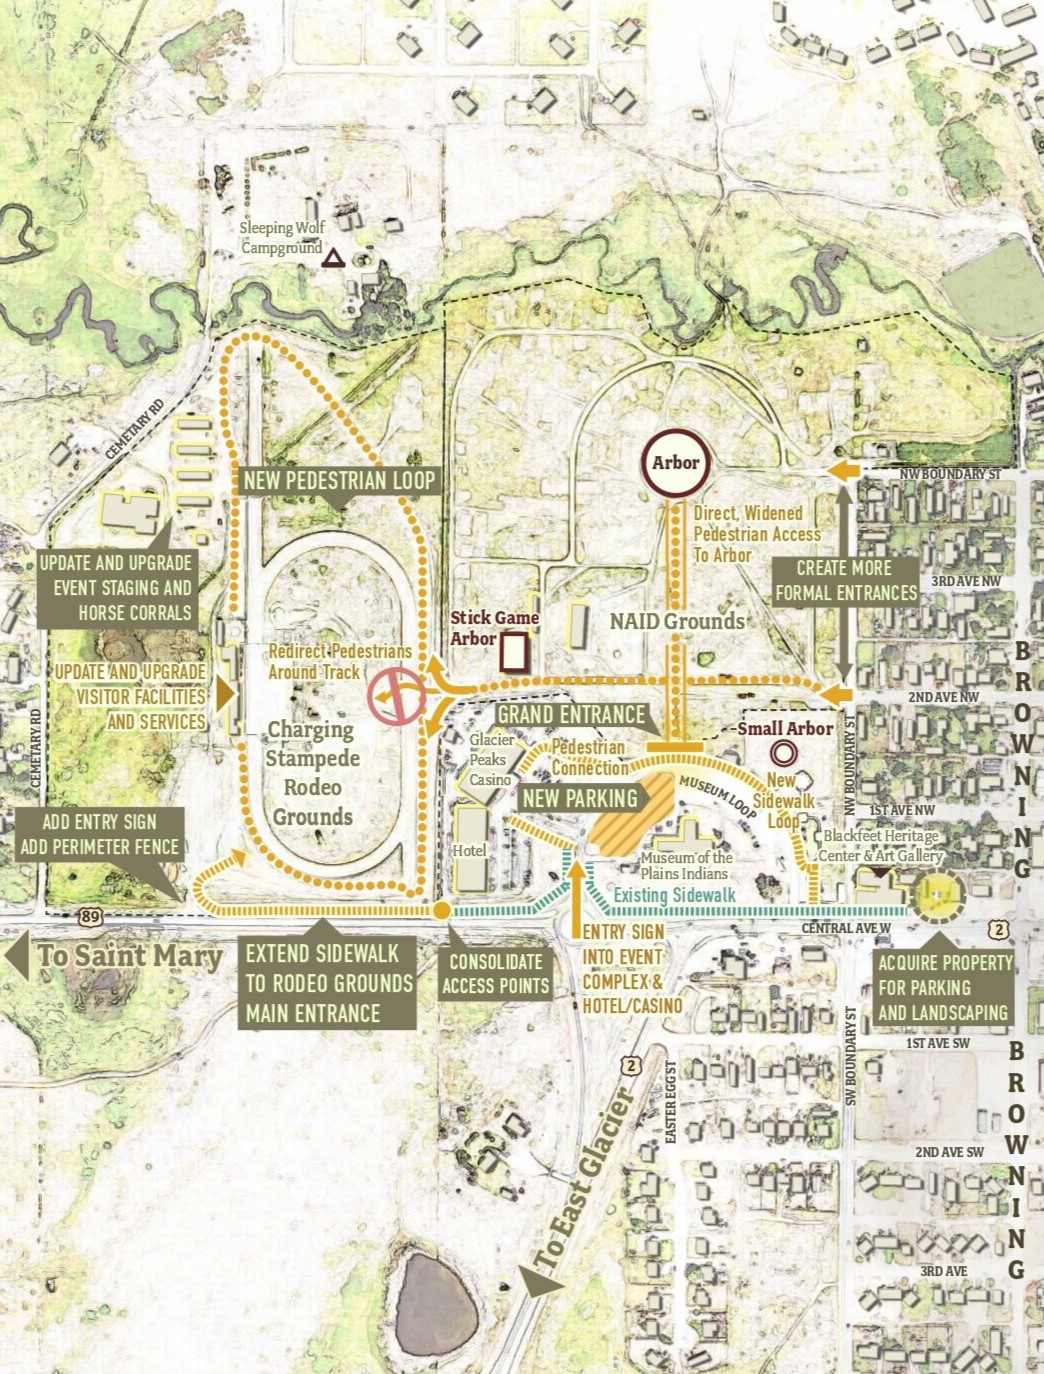 Sleeping Wolf
Campground
CEMETARY RD
NEW PEDESTRIAN LOOP
Arbor
NW BOUNDARY ST
Direct, Widened
Pedestrian Access
To Arbor
UPDATE AND UPGRADE
EVENT STAGING AND
HORSE CORRALS
CREATE MORE
FORMAL ENTRANCES
3RD AVE NW
Stick Game
Arbor
NAID Grounds
Redirect Pedestrians
Around Track
UPDATE AND UPGRADE
VISITOR FACILITIES
AND SERVICES
2ND AVE NW
BROWNING
CEMETARY RD
GRAND ENTRANCE
Charging
Stampede
Rodeo
Grounds
Small Arbor
NW BOUNDARY ST
Glacier
Peaks
Casino
Pedestrian
Connection
NEW PARKING
MUSEUM LOOP
New
Sidewalk
Loop
1ST AVE NW
ADD ENTRY SIGN
ADD PERIMETER FENCE
Hotel
Museum of the
Plains Indians
Blackfeet Heritage
Center & Art Gallery
Existing Sidewalk
89
CENTRAL AVE W
2
To Saint Mary
EXTEND SIDEWALK
TO RODEO GROUNDS
MAIN ENTRANCE
CONSOLIDATE
ACCESS POINTS
ENTRY SIGN
INTO EVENT
COMPLEX &
HOTEL/CASINO
ACQUIRE PROPERTY
FOR PARKING
AND LANDSCAPING
1ST AVE SW
SW BOUNDARY ST
2
EASTER EGG ST
To East Glacier
BROWNING
2ND AVE SW
3RD AVE